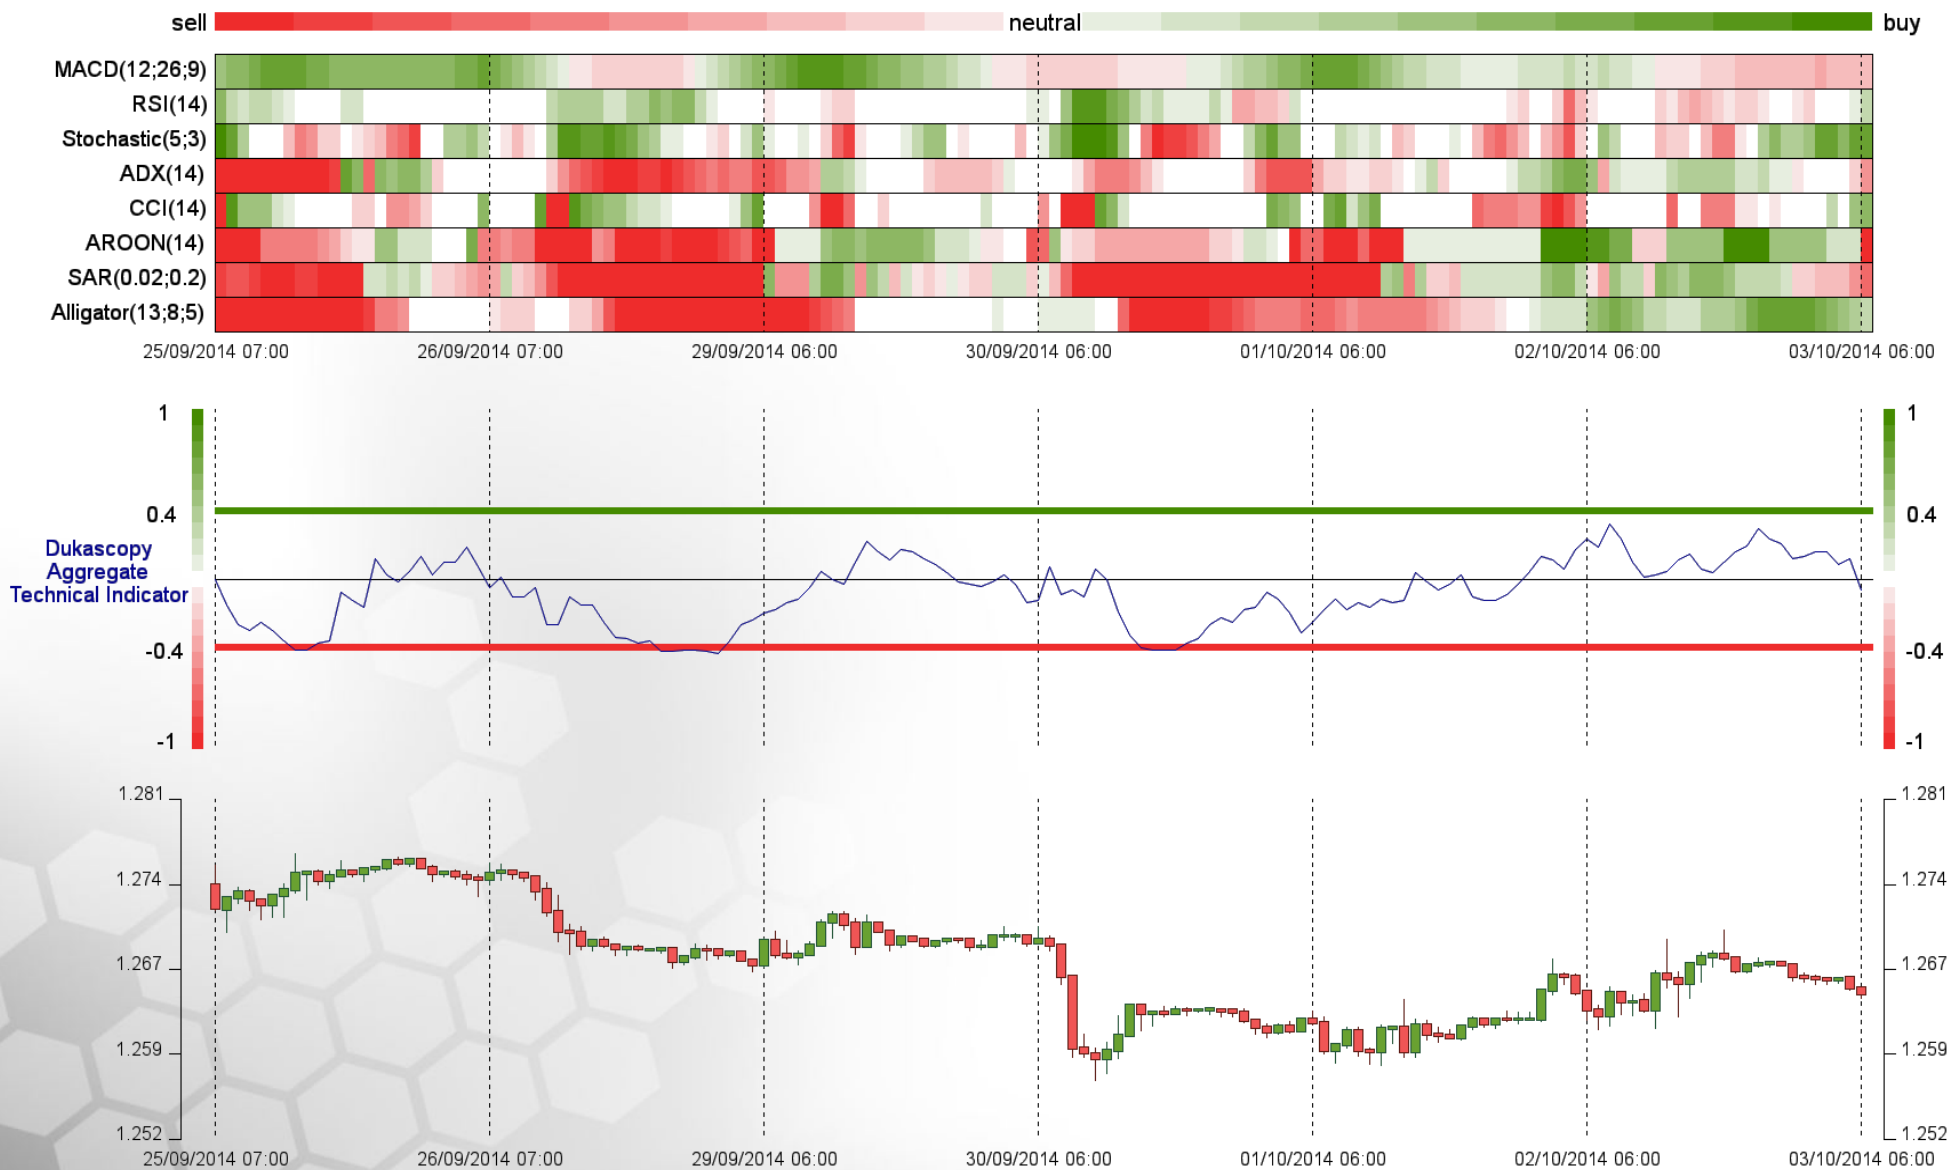 sell neutral buy
MACD(12;26;9)
RSI(14)
Stochastic(5;3)
ADX(14)
CCI(14)
AROON(14)
SAR(0.02;0.2)
Alligator(13;8;5)
25/09/2014 07:00 26/09/2014 07:00 29/09/2014 06:00 30/09/2014 06:00 01/10/2014 06:00 02/10/2014 06:00 03/10/2014 06:00
1 1
0.4 0.4
Dukascopy
Aggregate
Technical Indicator
-0.4 -0.4
-1 -1
1.281 1.281
1.274 1.274
1.267 1.267
1.259 1.259
1.252 1.252
25/09/2014 07:00 26/09/2014 07:00 29/09/2014 06:00 30/09/2014 06:00 01/10/2014 06:00 02/10/2014 06:00 03/10/2014 06:00